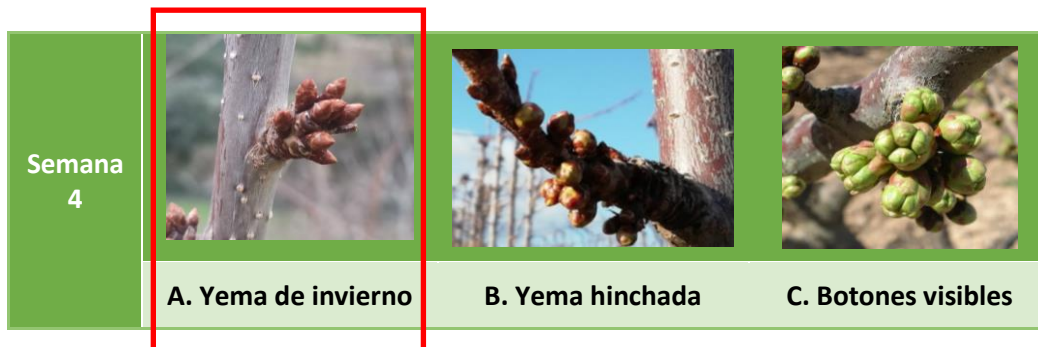 Semana
4
A. Yema de invierno
B. Yema hinchada
C. Botones visibles